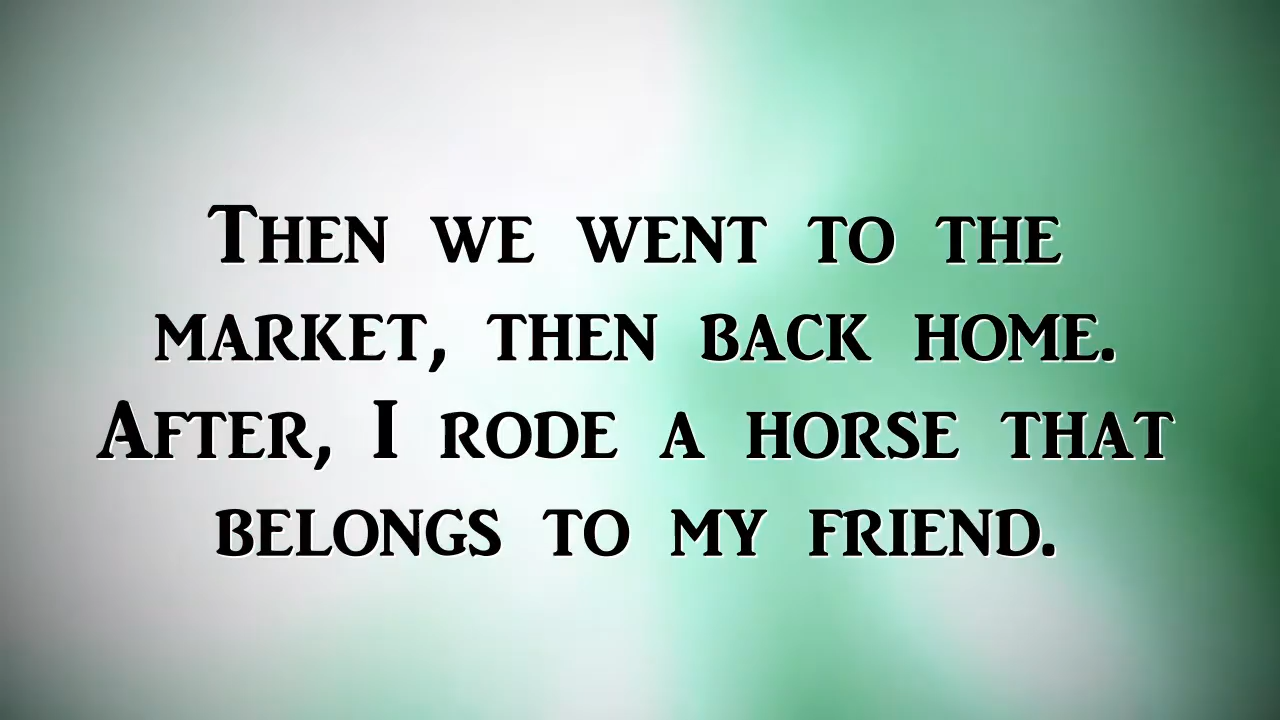 Then we went to the
market, then back home.
After, I rode a horse that
belongs to my friend.